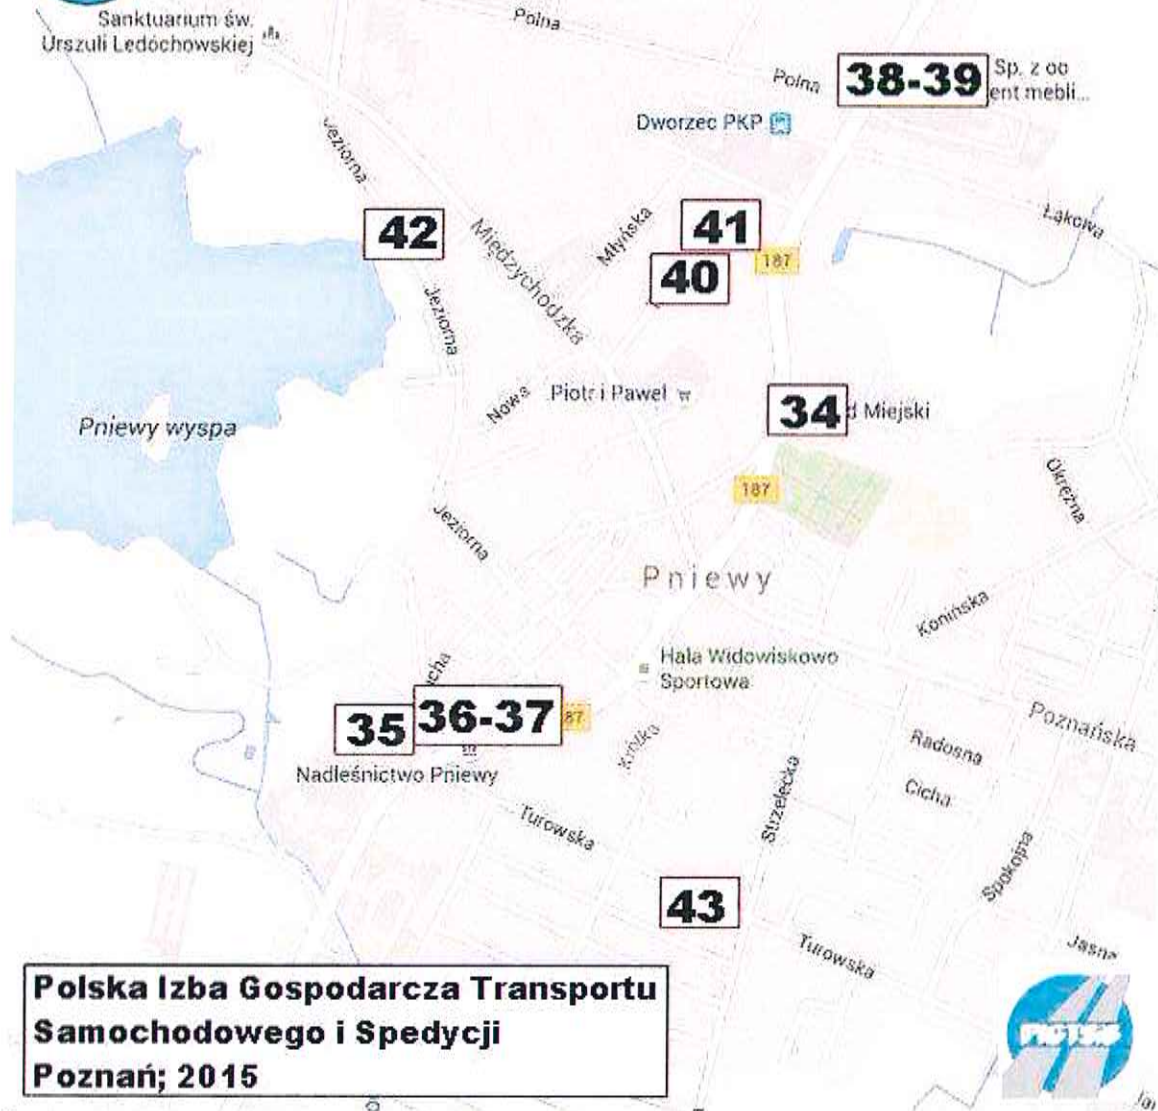 Sanktuarium św.
Urszuli Ledóchowskiej
Polna
Polna
38-39
Sp. z oo
ent mebli...
Dworzec PKP
Jeziorna
42
Międzychodzka
Młyńska
41
187
40
Łąkowa
Jeziorna
Nowa
Piotr i Paweł
34
d Miejski
Pniewy wyspa
187
Okrężna
Jeziorna
Pniewy
Konińska
Hala Widowiskowo
Sportowa
ucha
35
36-37
87
Nadleśnictwo Pniewy
Poznańska
Radosna
Cicha
Strzelecka
Turowska
Spokojna
43
Turowska
Jasna
Polska Izba Gospodarcza Transportu
Samochodowego i Spedycji
Poznań; 2015
PIGTSiS